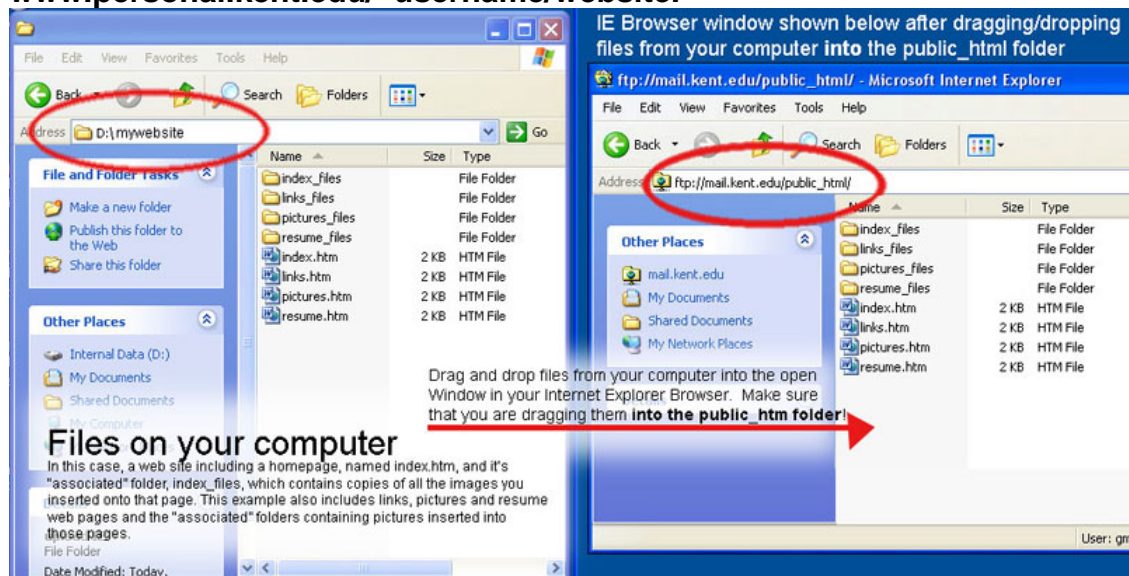 www.personal.kent.edu/~username/website.
File Edit View Favorites Tools Help
Back Search Folders
Address D:\mywebsite Go
Name Size Type
File and Folder Tasks
Make a new folder
Publish this folder to
the Web
Share this folder
Other Places
Internal Data (D:)
My Documents
Shared Documents
My Computer
index_files File Folder
links_files File Folder
pictures_files File Folder
resume_files File Folder
index.htm 2 KB HTM File
links.htm 2 KB HTM File
pictures.htm 2 KB HTM File
resume.htm 2 KB HTM File
Files on your computer
In this case, a web site including a homepage, named index.htm, and it's
"associated" folder, index_files, which contains copies of all the images you
inserted onto that page. This example also includes links, pictures and resume
web pages and the "associated" folders containing pictures inserted into
those pages.
File Folder
Date Modified: Today,
IE Browser window shown below after dragging/dropping
files from your computer into the public_html folder
ftp://mail.kent.edu/public_html/ - Microsoft Internet Explorer
File Edit View Favorites Tools Help
Back Search Folders
Address ftp://mail.kent.edu/public_html/
Name Size Type
Other Places
mail.kent.edu
My Documents
Shared Documents
My Network Places
index_files File Folder
links_files File Folder
pictures_files File Folder
resume_files File Folder
index.htm 2 KB HTM File
links.htm 2 KB HTM File
pictures.htm 2 KB HTM File
resume.htm 2 KB HTM File
Drag and drop files from your computer into the open
Window in your Internet Explorer Browser. Make sure
that you are dragging them into the public_htm folder!
User: